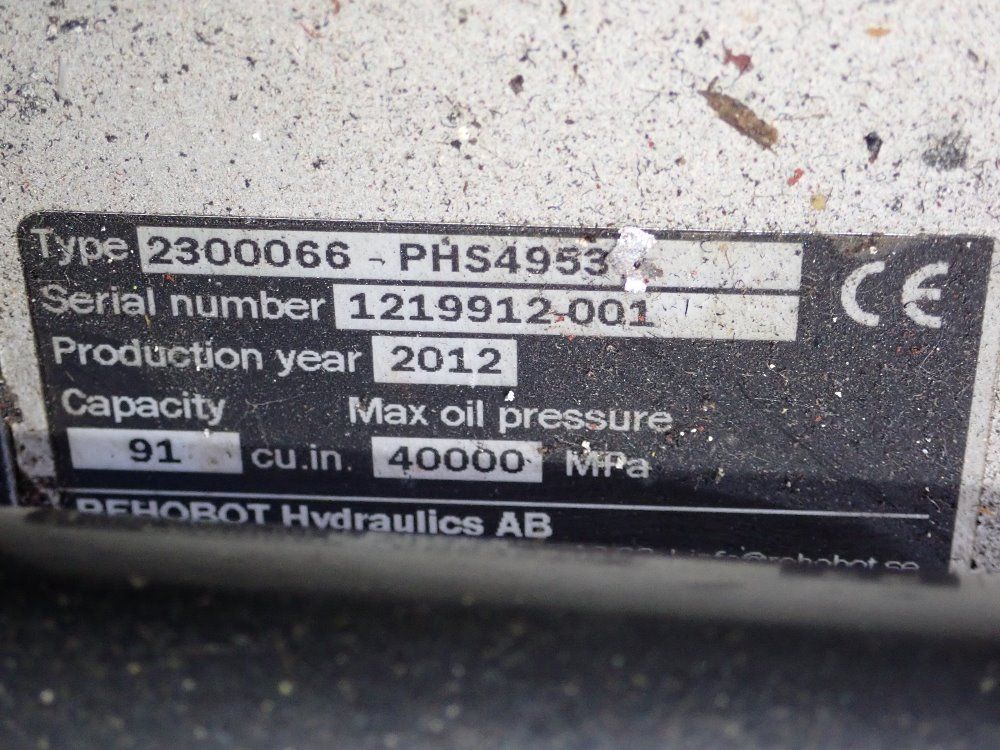 Type 2300066 - PHS4953
CE
Serial number 1219912-001
Production year 2012
Capacity Max oil pressure
91 cu.in. 40000 MPa
REHOBOT Hydraulics AB